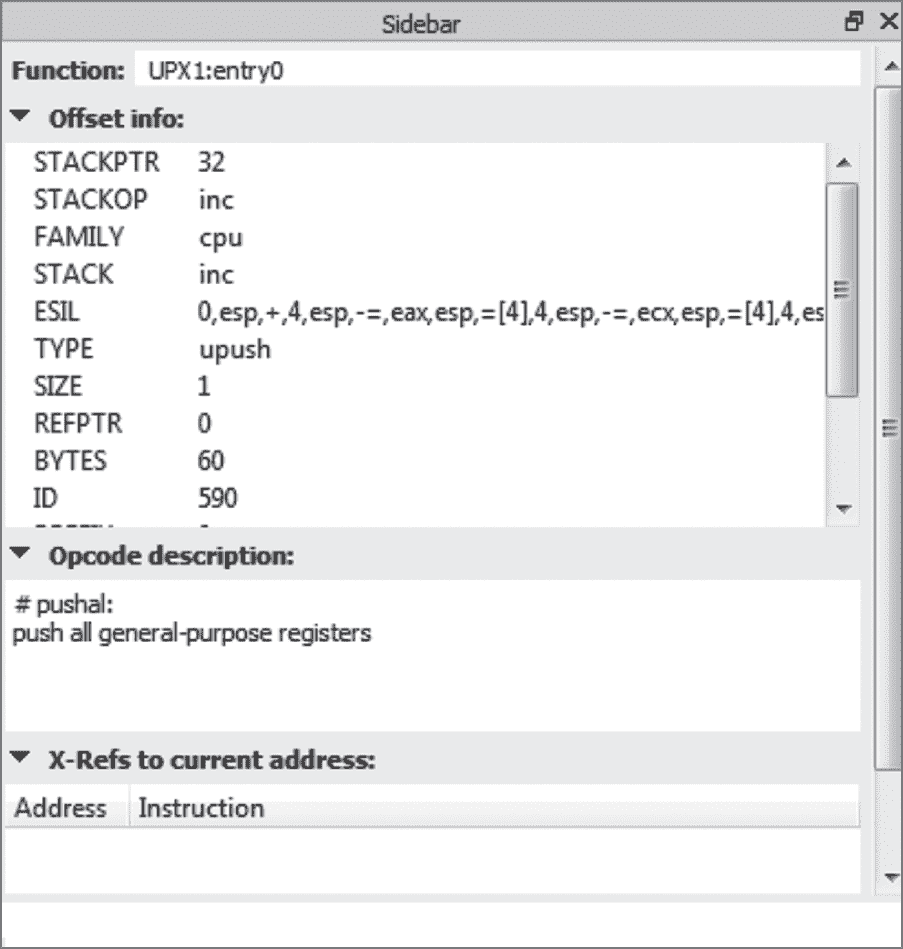 Sidebar
Function: UPX1:entry0
Offset info:
STACKPTR 32
STACKOP inc
FAMILY cpu
STACK inc
ESIL 0,esp,+,4,esp,-=,eax,esp,=[4],4,esp,-=,ecx,esp,=[4],4,es
TYPE upush
SIZE 1
REFPTR 0
BYTES 60
ID 590
Opcode description:
# pushal:
push all general-purpose registers
X-Refs to current address:
Address Instruction